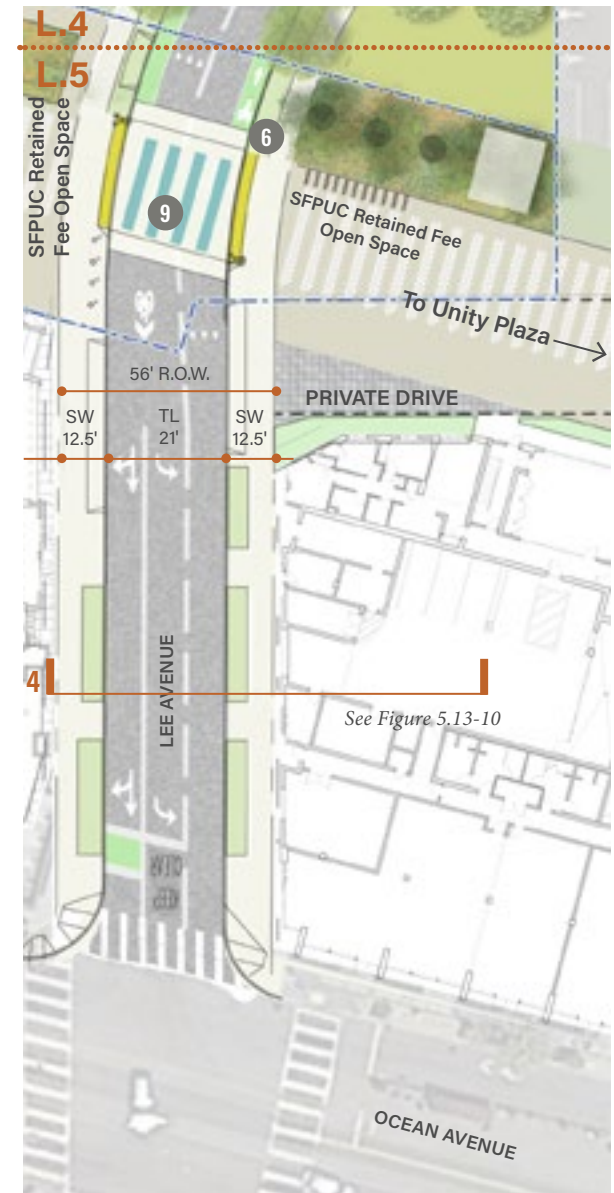 L.4
L.5
SFPUC Retained
Fee Open Space
6
9
SFPUC Retained Fee
Open Space
To Unity Plaza
56' R.O.W.
PRIVATE DRIVE
SW
12.5'
TL
21'
SW
12.5'
LEE AVENUE
4
See Figure 5.13-10
CLEAR
KEEP
OCEAN AVENUE